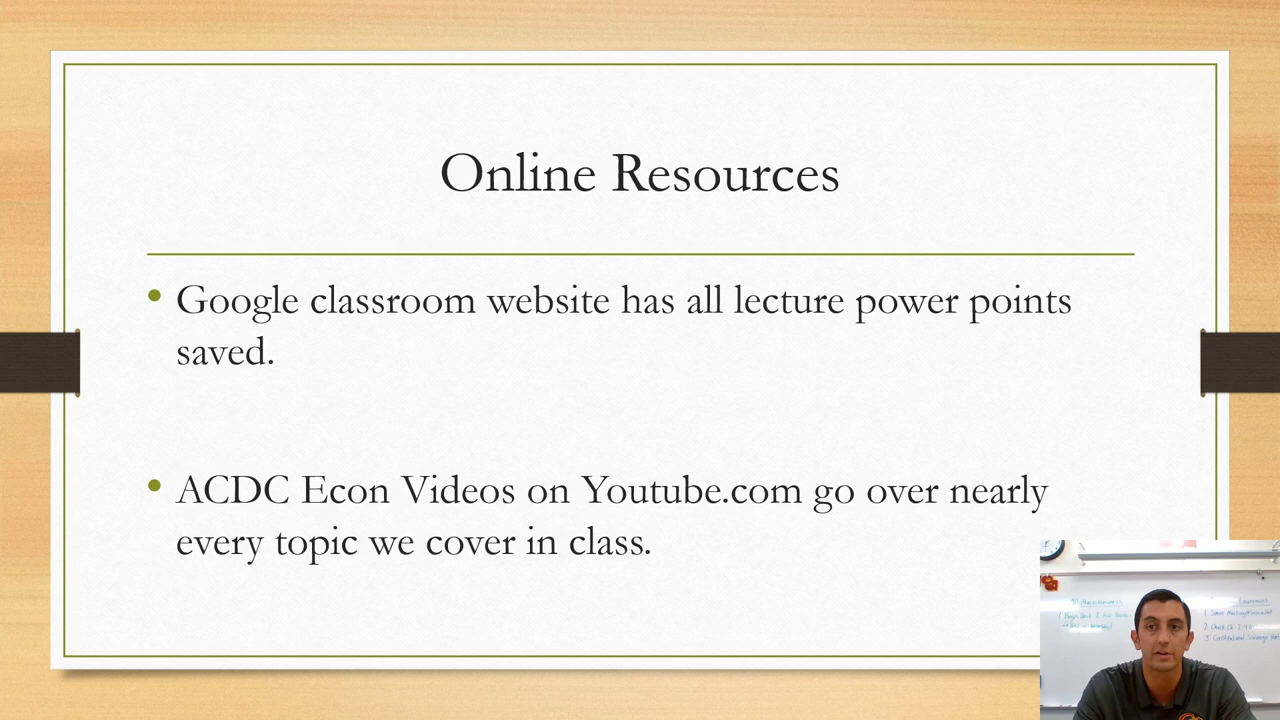 Online Resources
Google classroom website has all lecture power points
saved.
ACDC Econ Videos on Youtube.com go over nearly
every topic we cover in class.